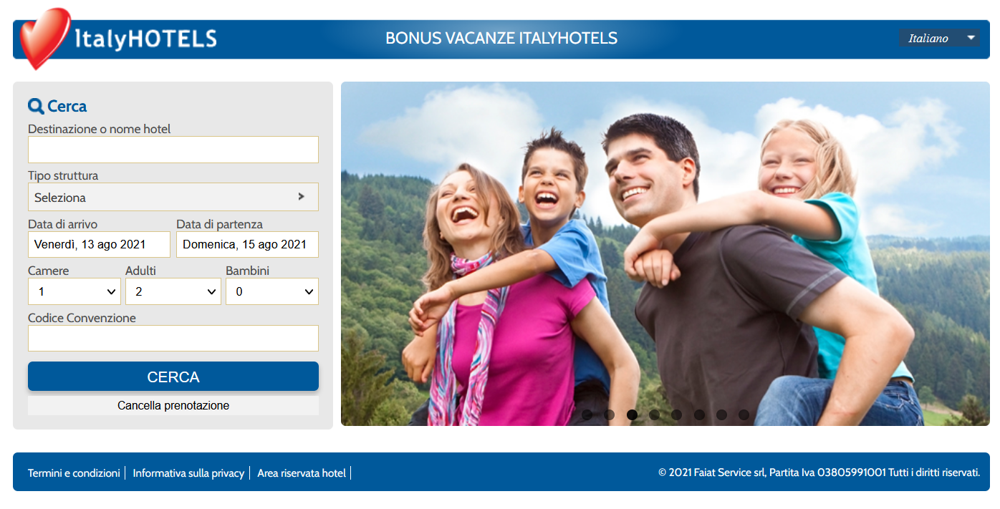 ItalyHOTELS
BONUS VACANZE ITALYHOTELS
Italiano
Cerca
Destinazione o nome hotel
Tipo struttura
Seleziona
Data di arrivo Data di partenza
Venerdì, 13 ago 2021 Domenica, 15 ago 2021
Camere Adulti Bambini
1 2 0
Codice Convenzione
CERCA
Cancella prenotazione
Termini e condizioni Informativa sulla privacy Area riservata hotel
© 2021 Faiat Service srl, Partita Iva 03805991001 Tutti i diritti riservati.